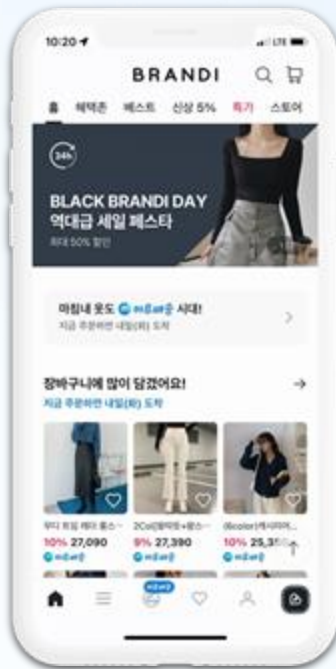 10:20
LTE
BRANDI
홈 혜택존 베스트 신상 5% 특가 스토어
24h
BLACK BRANDI DAY
역대급 세일 페스타
최대 50% 할인
마침내 옷도 하루배송 시대!
지금 주문하면 내일(화) 도착
장바구니에 많이 담겼어요!
지금 주문하면 내일(화) 도착
10% 27,090
9% 27,390
10% 25,3
하루배송
하루배송
하루배송
하루배송